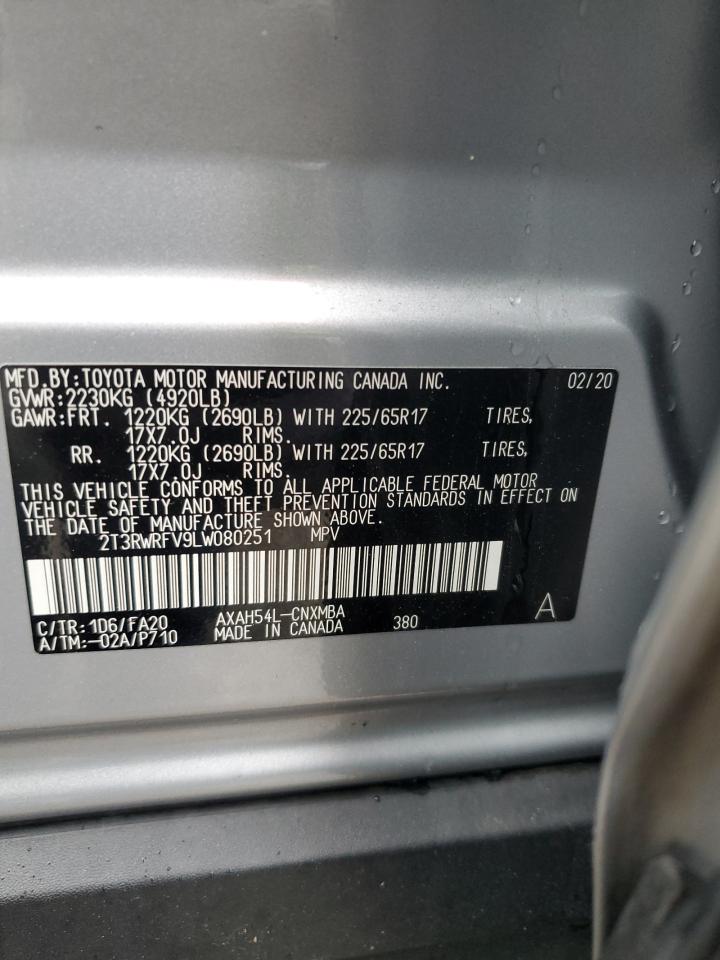 MFD.BY:TOYOTA MOTOR MANUFACTURING CANADA INC. 02/20
GVWR:2230KG (4920LB)
GAWR:FRT. 1220KG (2690LB) WITH 225/65R17 TIRES,
17X7.0J RIMS.
RR. 1220KG (2690LB) WITH 225/65R17 TIRES,
17X7.0J RIMS.
THIS VEHICLE CONFORMS TO ALL APPLICABLE FEDERAL MOTOR
VEHICLE SAFETY AND THEFT PREVENTION STANDARDS IN EFFECT ON
THE DATE OF MANUFACTURE SHOWN ABOVE.
2T3RWRFV9LW080251 MPV
C/TR:1D6/FA20 AXAH54L-CNXMBA 380 A
A/TM:-02A/P710 MADE IN CANADA